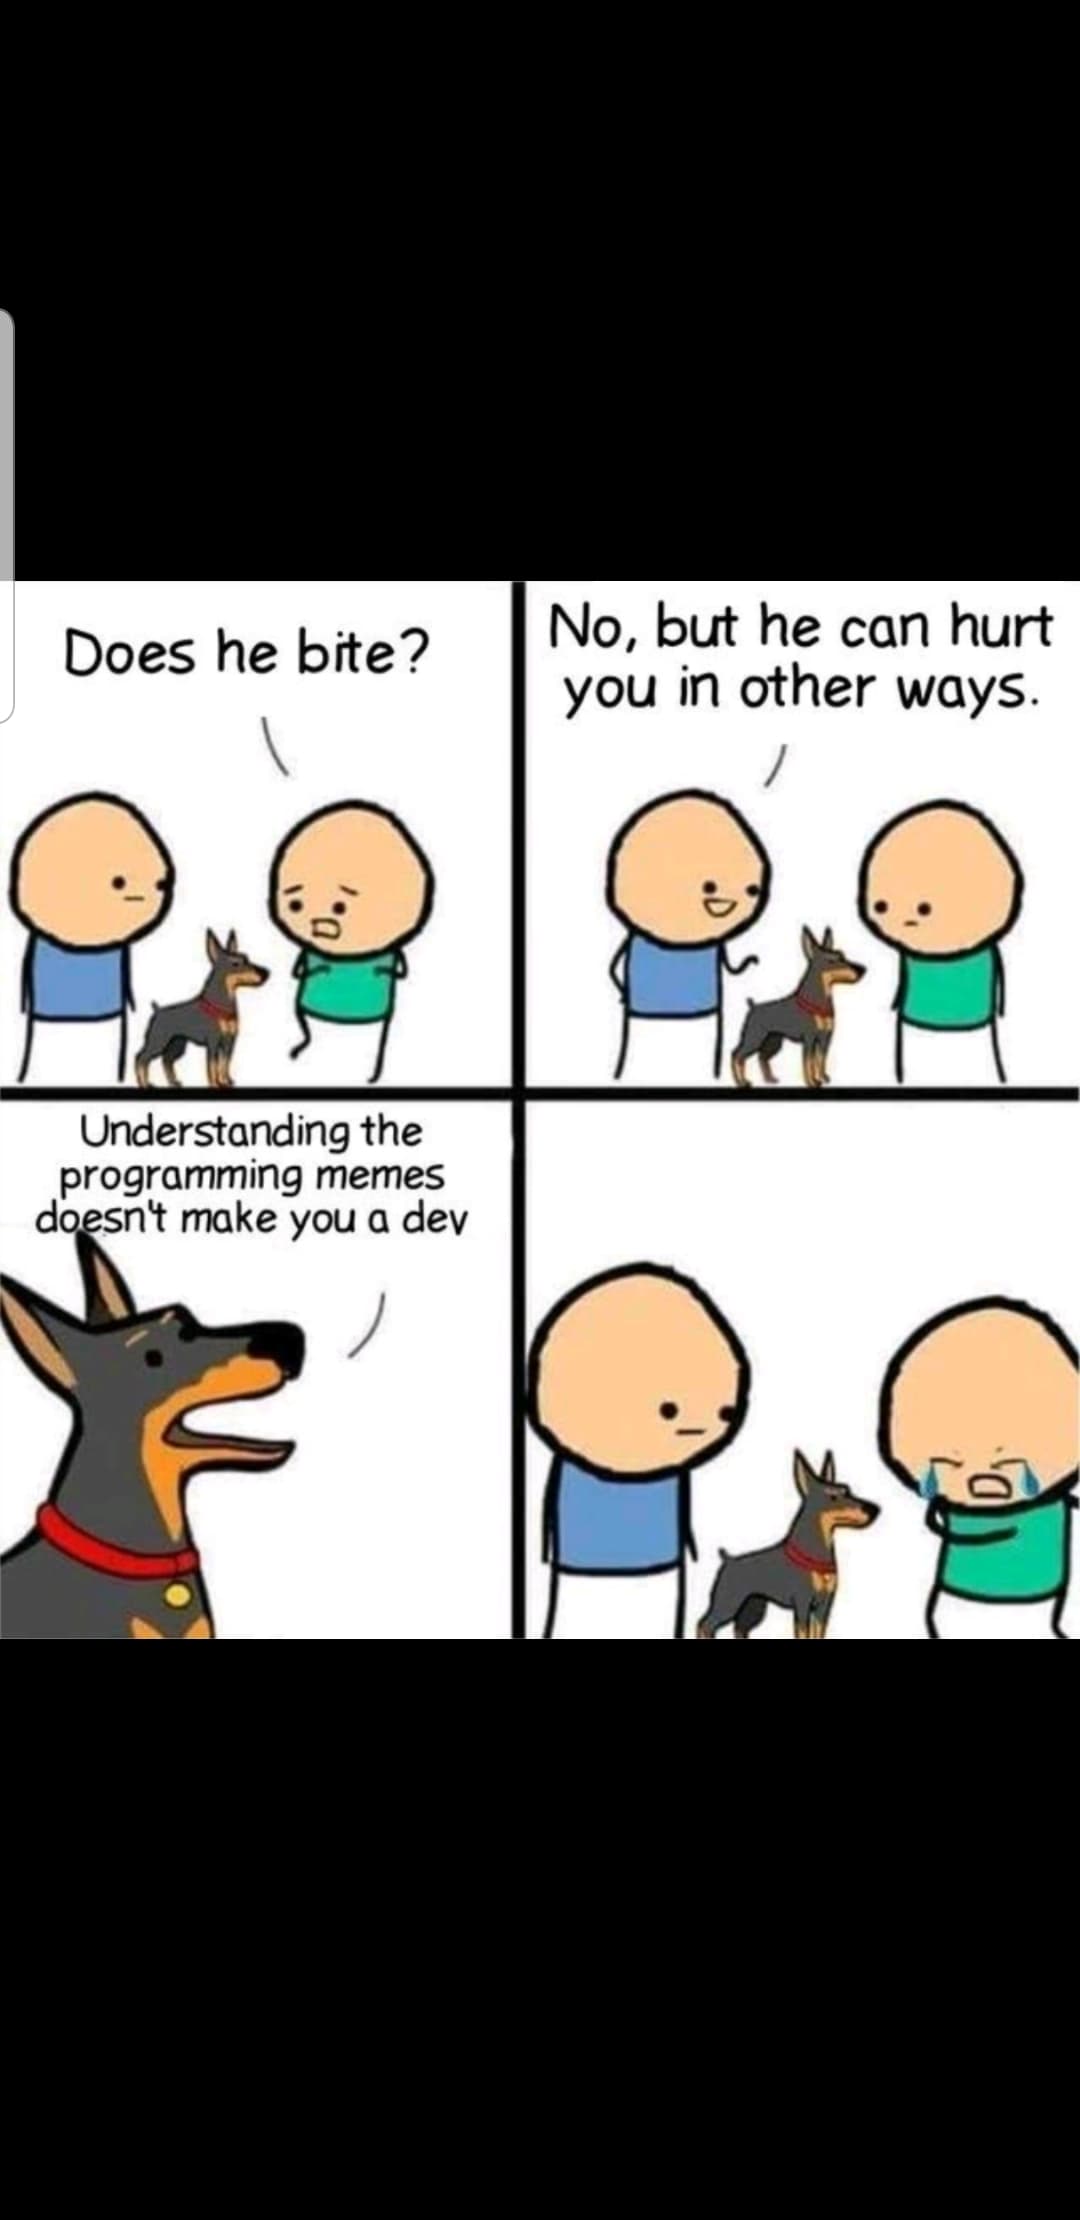 Does he bite?
No, but he can hurt
you in other ways.
Understanding the
programming memes
doesn't make you a dev